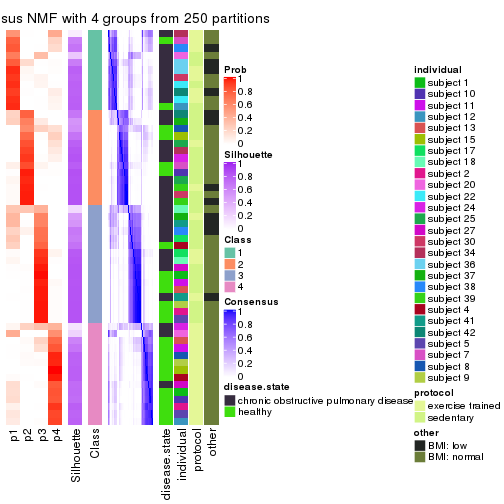 sus NMF with 4 groups from 250 partitions
p1
p2
p3
p4
Silhouette
Class
disease.state
individual
protocol
other
Prob
1
0.8
0.6
0.4
0.2
0
Silhouette
1
0.8
0.6
0.4
0.2
0
Class
1
2
3
4
Consensus
1
0.8
0.6
0.4
0.2
0
disease.state
chronic obstructive pulmonary disease
healthy
individual
subject 1
subject 10
subject 11
subject 12
subject 13
subject 15
subject 17
subject 18
subject 2
subject 20
subject 22
subject 24
subject 25
subject 27
subject 30
subject 34
subject 36
subject 37
subject 38
subject 39
subject 4
subject 41
subject 42
subject 5
subject 7
subject 8
subject 9
protocol
exercise trained
sedentary
other
BMI: low
BMI: normal